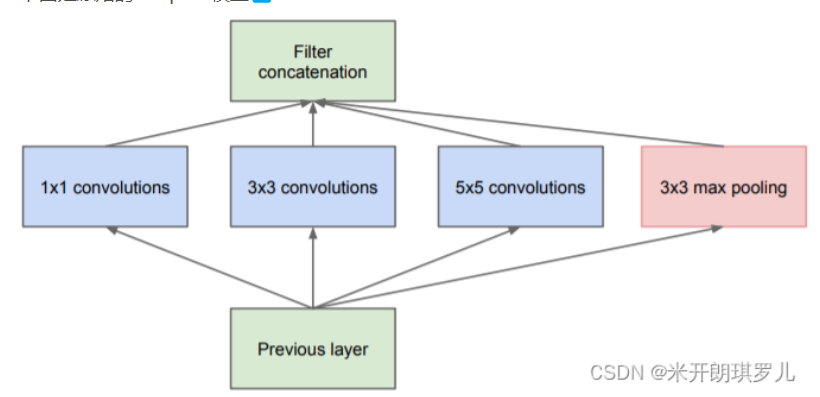 Filter
concatenation
1x1 convolutions
3x3 convolutions
5x5 convolutions
3x3 max pooling
Previous layer
CSDN @米开朗琪罗儿